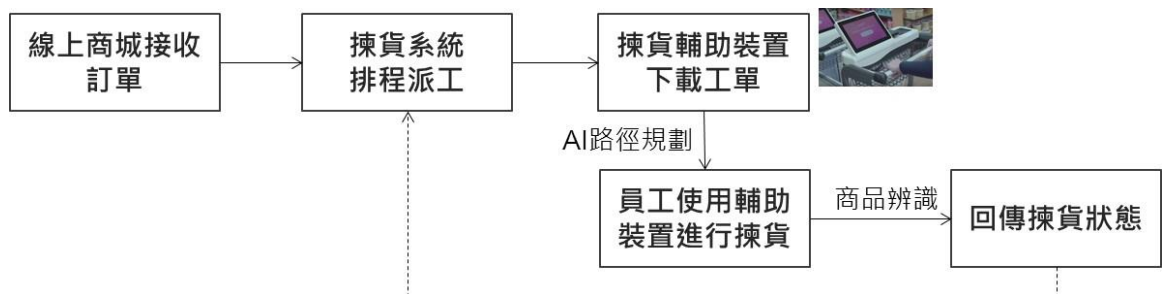 線上商城接收
訂單
揀貨系統
排程派工
揀貨輔助裝置
下載工單
AI路徑規劃
員工使用輔助
裝置進行揀貨
商品辨識
回傳揀貨狀態